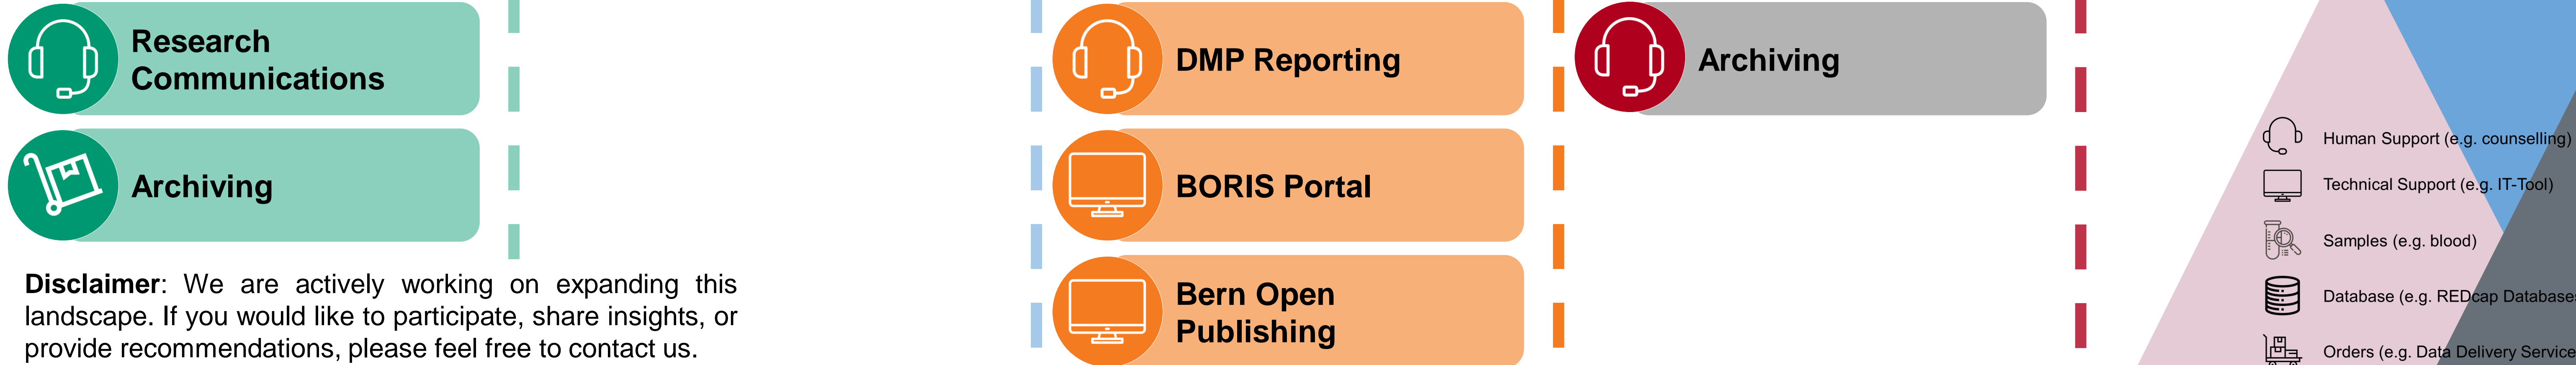 Research
Communications
Archiving
Disclaimer: We are actively working on expanding this
landscape. If you would like to participate, share insights, or
provide recommendations, please feel free to contact us.
DMP Reporting
BORIS Portal
Bern Open
Publishing
Archiving
Human Support (e.g. counselling)
Technical Support (e.g. IT-Tool)
Samples (e.g. blood)
Database (e.g. REDcap Databases
Orders (e.g. Data Delivery Service